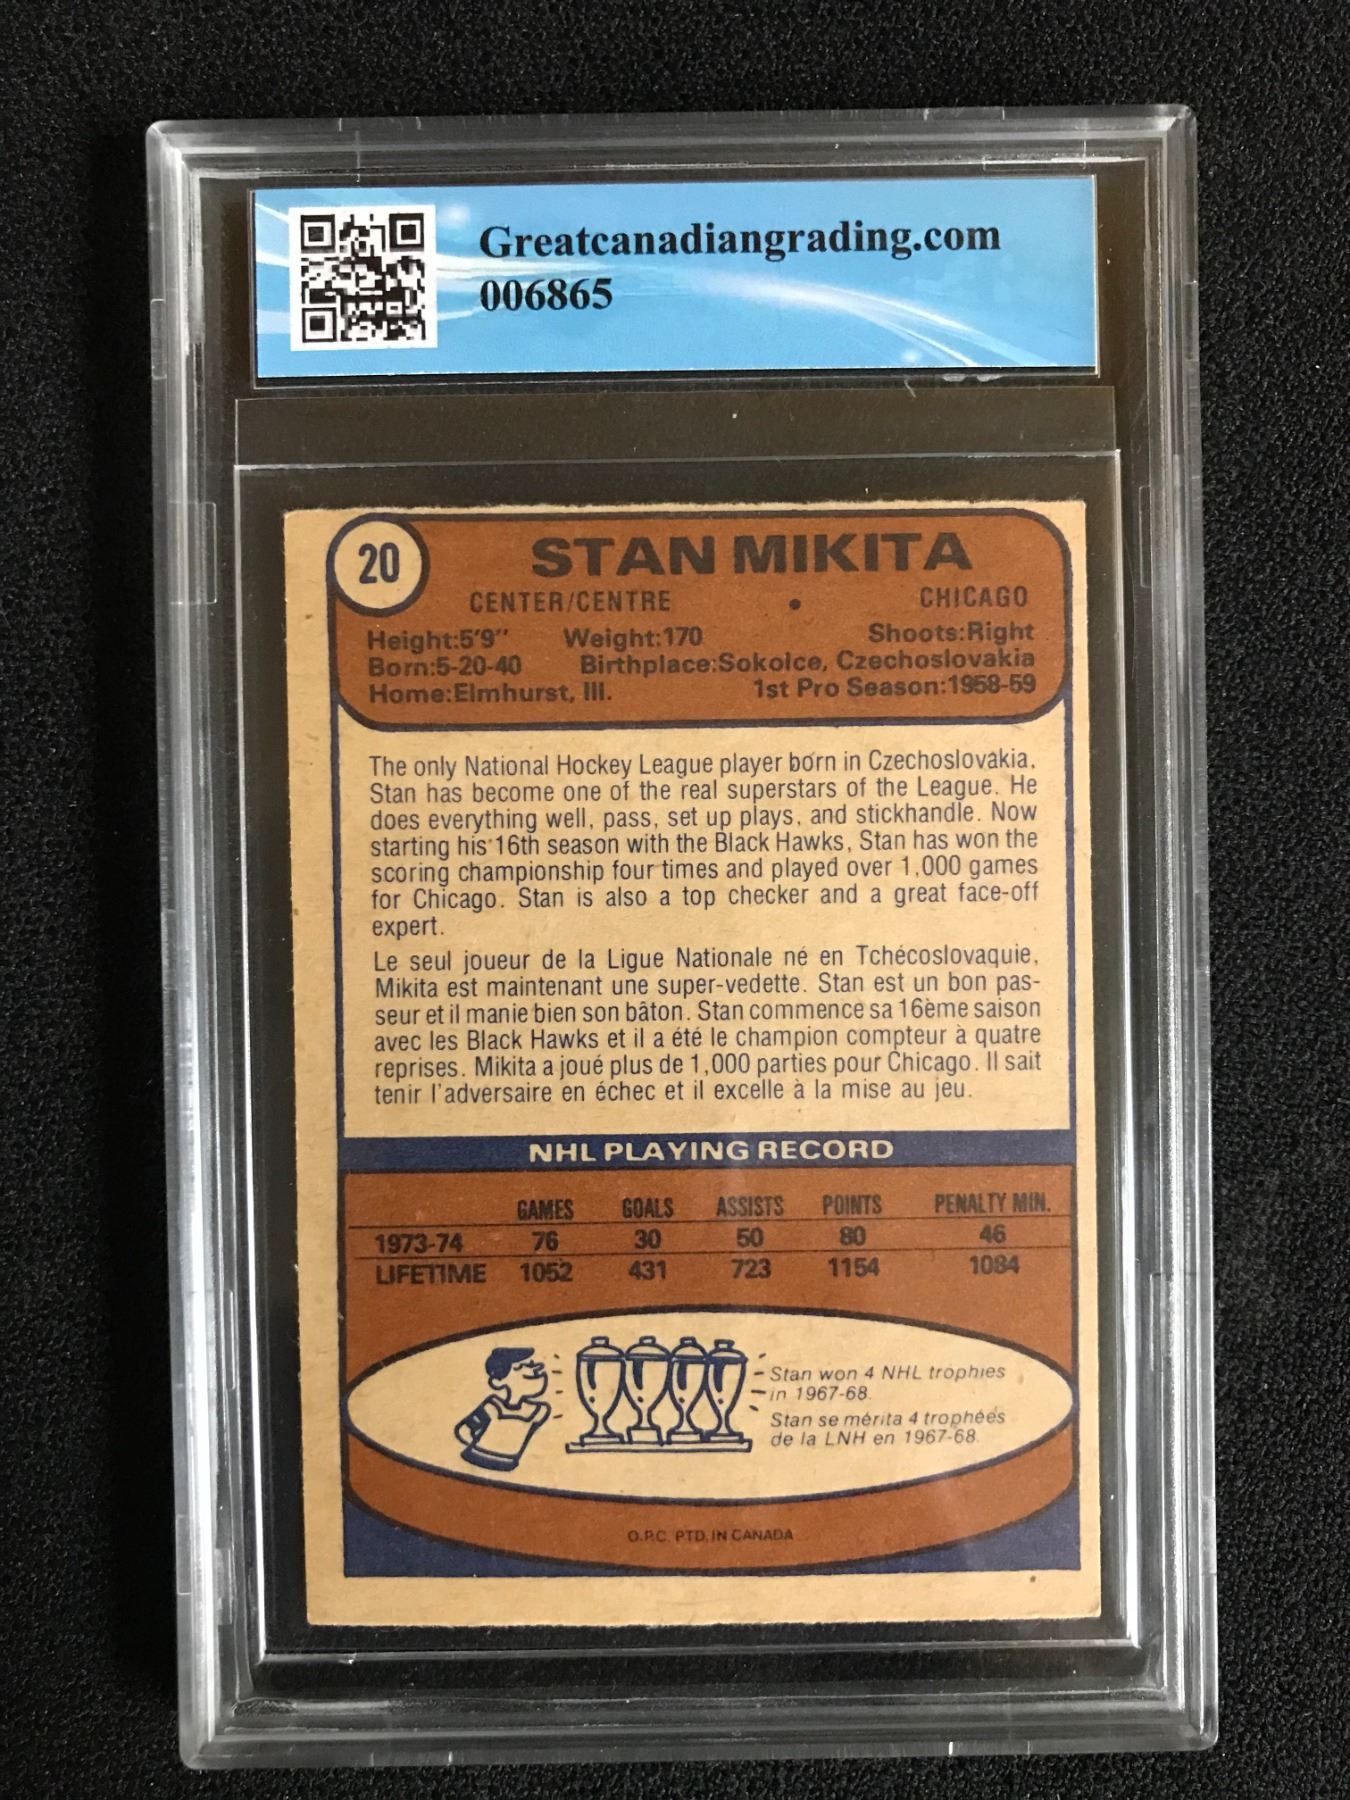 Greatcanadiangrading.com
006865
20
STAN MIKITA
CENTER/CENTRE • CHICAGO
Height:5'9" Weight:170 Shoots:Right
Born:5-20-40 Birthplace:Sokolce, Czechoslovakia
Home:Elmhurst, Ill. 1st Pro Season:1958-59
The only National Hockey League player born in Czechoslovakia,
Stan has become one of the real superstars of the League. He
does everything well, pass, set up plays, and stickhandle. Now
starting his 16th season with the Black Hawks, Stan has won the
scoring championship four times and played over 1,000 games
for Chicago. Stan is also a top checker and a great face-off
expert.
Le seul joueur de la Ligue Nationale né en Tchécoslovaquie,
Mikita est maintenant une super-vedette. Stan est un bon pas-
seur et il manie bien son bâton. Stan commence sa 16ème saison
avec les Black Hawks et il a été le champion compteur à quatre
reprises. Mikita a joué plus de 1,000 parties pour Chicago. Il sait
tenir l'adversaire en échec et il excelle à la mise au jeu.
NHL PLAYING RECORD
GAMES GOALS ASSISTS POINTS PENALTY MIN.
1973-74 76 30 50 80 46
LIFETIME 1052 431 723 1154 1084
Stan won 4 NHL trophies
in 1967-68.
Stan se mérita 4 trophées
de la LNH en 1967-68.
O.P.C. PTD. IN CANADA